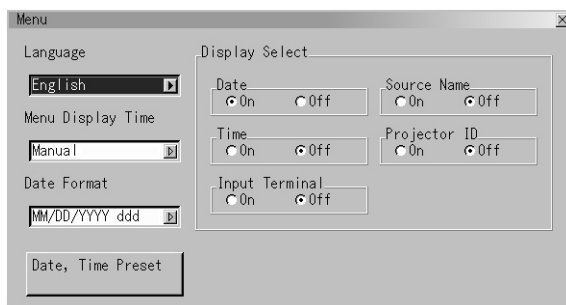 Menu
Language
English
Menu Display Time
Manual
Date Format
MM/DD/YYYY ddd
Date, Time Preset
Display Select
Date
On Off
Source Name
On Off
Time
On Off
Projector ID
On Off
Input Terminal
On Off